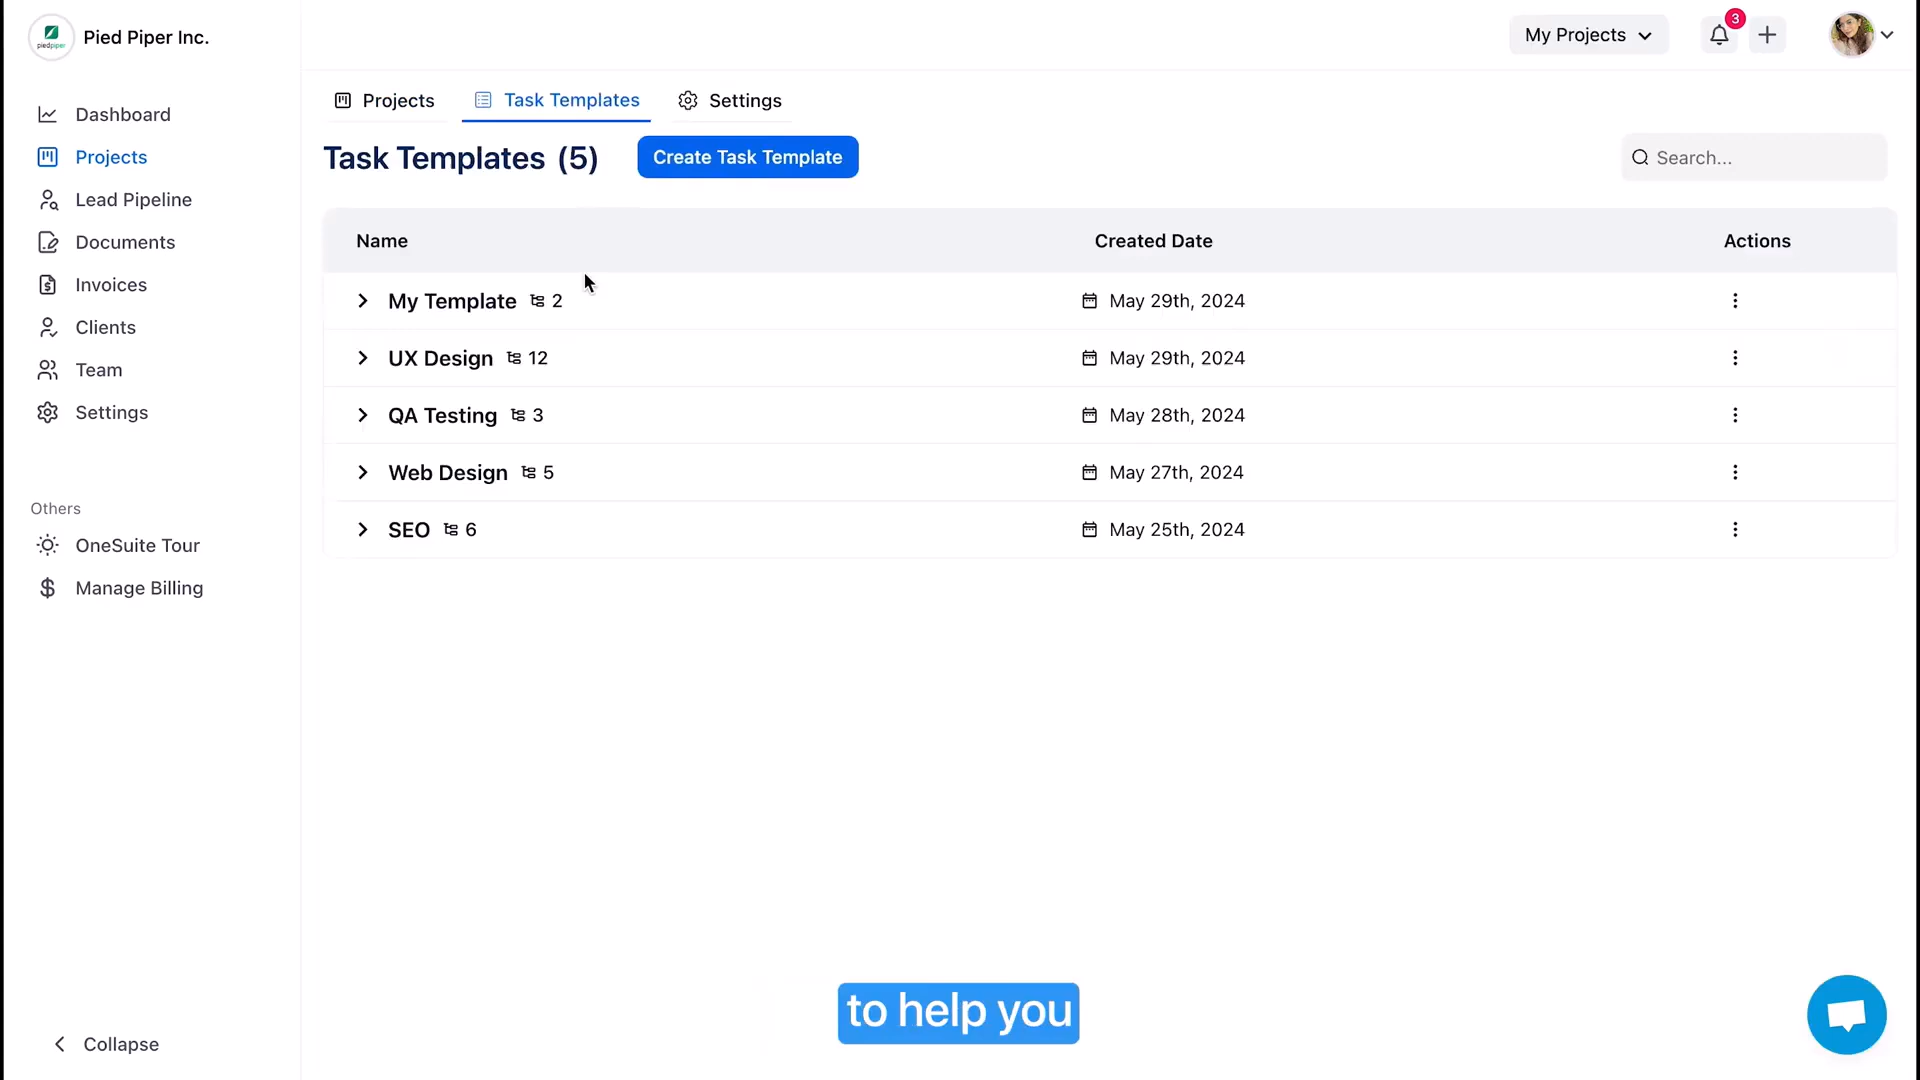 piedpiper
Pied Piper Inc.
My Projects
3
Dashboard
Projects
Lead Pipeline
Documents
Invoices
Clients
Team
Settings
Others
OneSuite Tour
Manage Billing
Collapse
Projects
Task Templates
Settings
Task Templates (5)
Create Task Template
Search...
Name
Created Date
Actions
My Template 2
May 29th, 2024
UX Design 12
May 29th, 2024
QA Testing 3
May 28th, 2024
Web Design 5
May 27th, 2024
SEO 6
May 25th, 2024
to help you